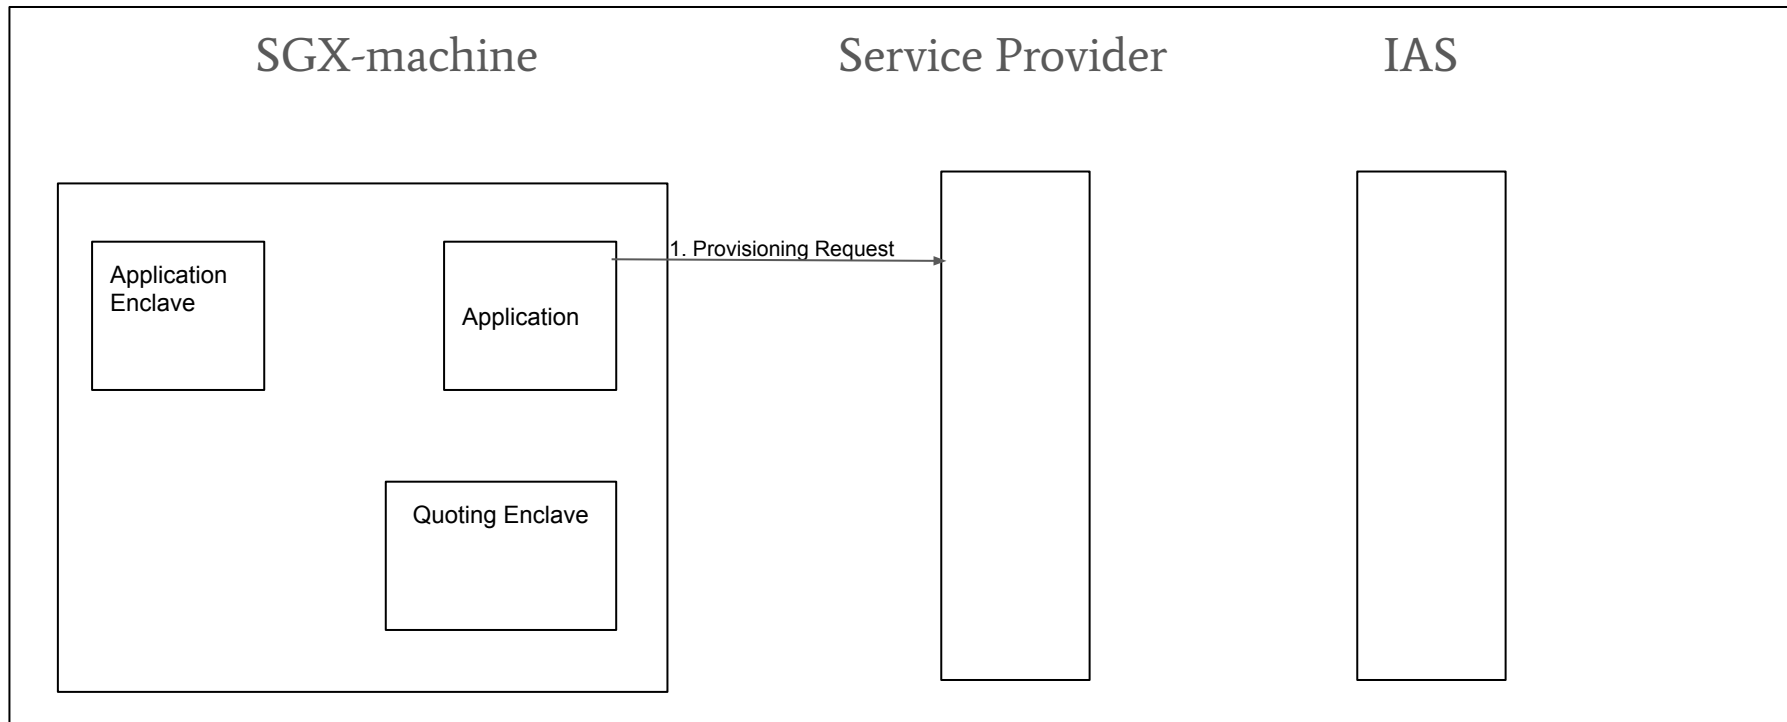 SGX-machine
Service Provider
IAS
1. Provisioning Request
Application
Enclave
Application
Quoting Enclave